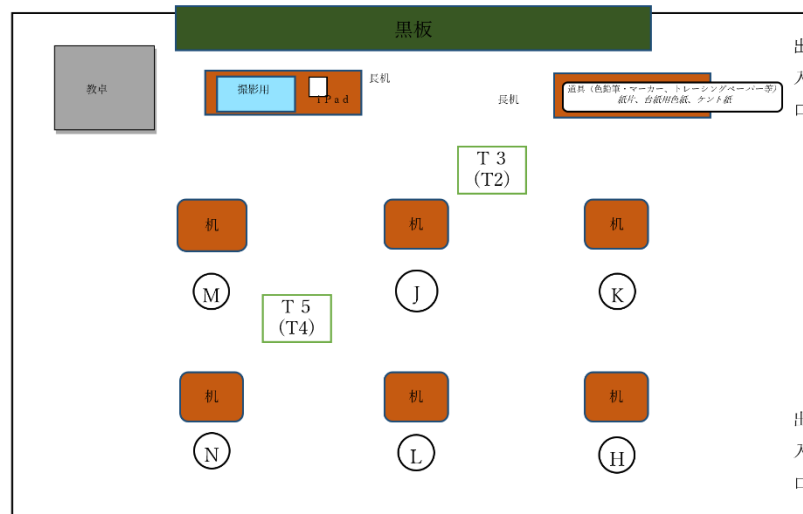 黒板
教卓
撮影用
iPad
長机
長机
道具（色鉛筆・マーカー、トレーシングペーパー等）
紙片、台紙用色紙、ケント紙
出入口
T 3
(T2)
机
机
机
M
J
K
T 5
(T4)
机
机
机
N
L
H
出入口